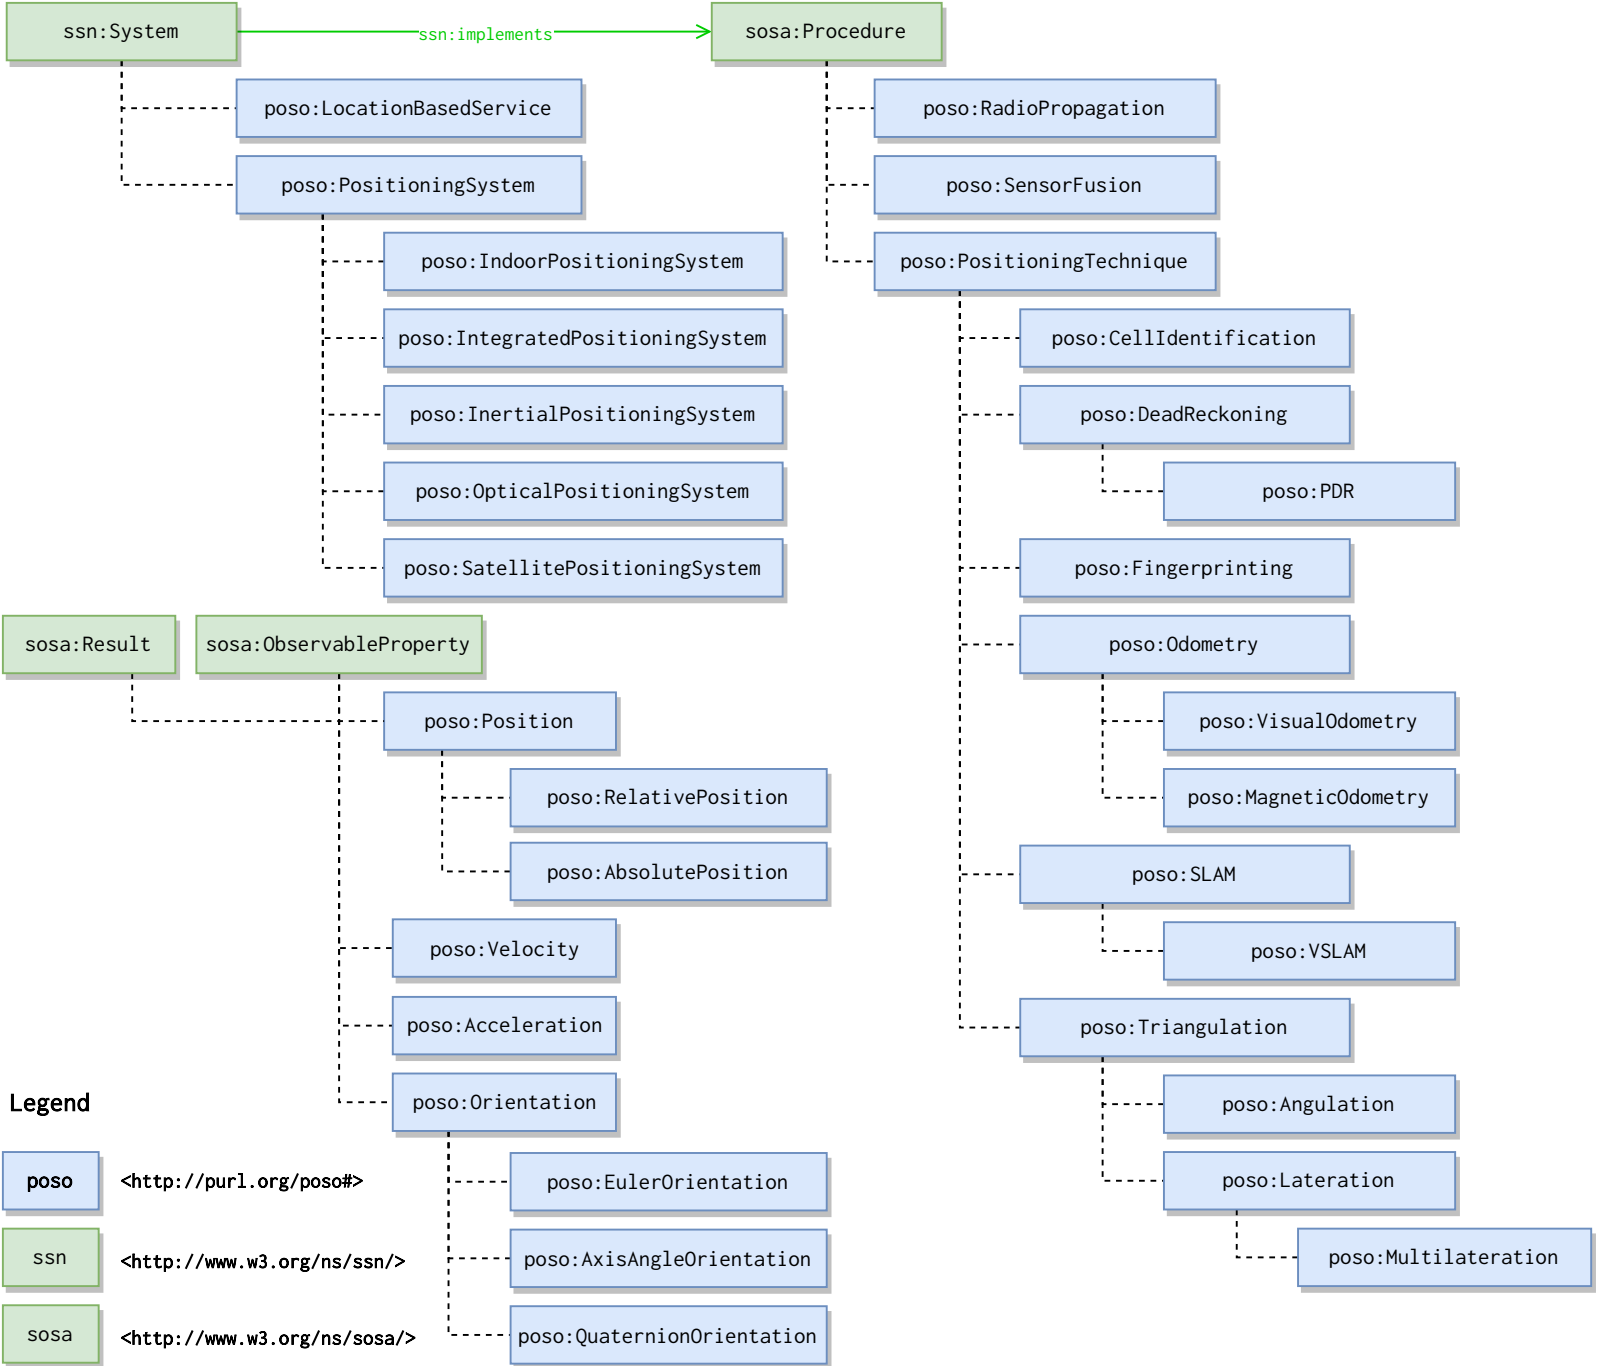 ssn:System
ssn:implements
sosa:Procedure
poso:LocationBasedService
poso:PositioningSystem
poso:IndoorPositioningSystem
poso:IntegratedPositioningSystem
poso:InertialPositioningSystem
poso:OpticalPositioningSystem
poso:SatellitePositioningSystem
poso:RadioPropagation
poso:SensorFusion
poso:PositioningTechnique
poso:CellIdentification
poso:DeadReckoning
poso:PDR
poso:Fingerprinting
poso:Odometry
poso:VisualOdometry
poso:MagneticOdometry
poso:SLAM
poso:VSLAM
poso:Triangulation
poso:Angulation
poso:Lateration
poso:Multilateration
sosa:Result
sosa:ObservableProperty
poso:Position
poso:RelativePosition
poso:AbsolutePosition
poso:Velocity
poso:Acceleration
poso:Orientation
poso:EulerOrientation
poso:AxisAngleOrientation
poso:QuaternionOrientation
Legend
poso <http://purl.org/poso#>
ssn <http://www.w3.org/ns/ssn/>
sosa <http://www.w3.org/ns/sosa/>